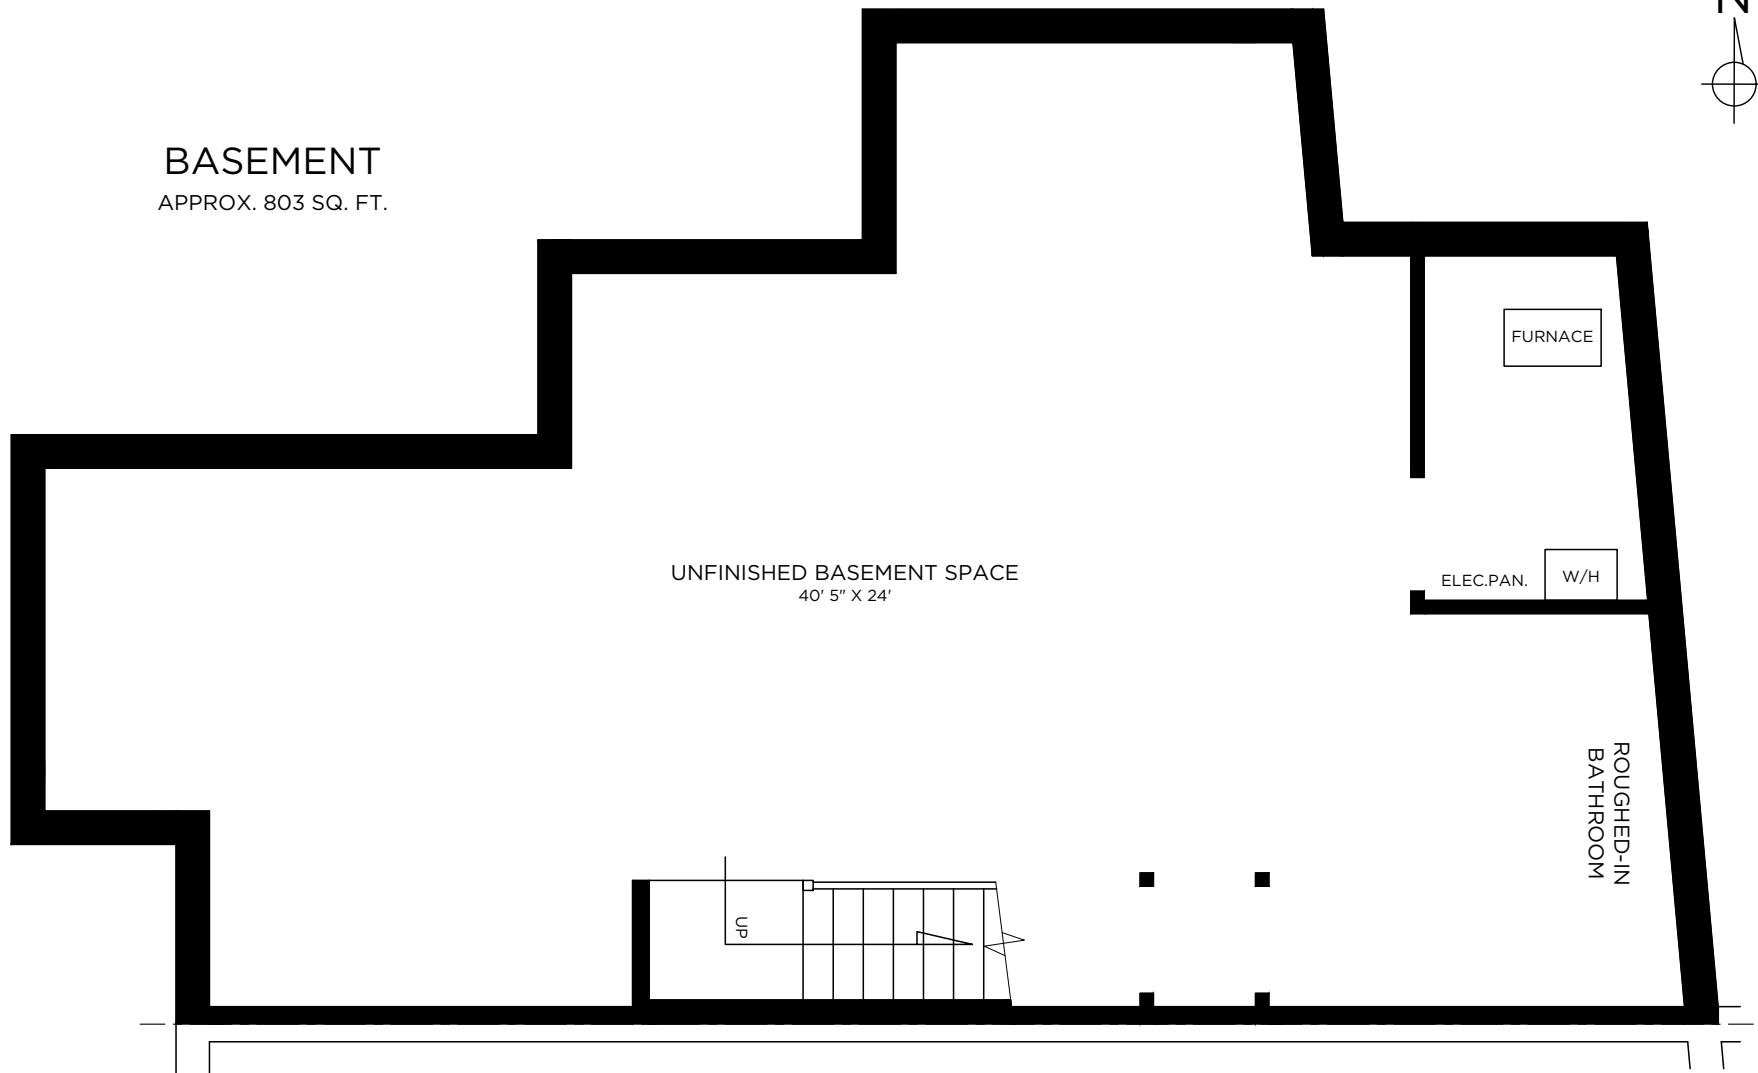 N
BASEMENT
APPROX. 803 SQ. FT.
FURNACE
UNFINISHED BASEMENT SPACE
40' 5" X 24'
ELEC.PAN.
W/H
ROUGHED-IN
BATHROOM
UP